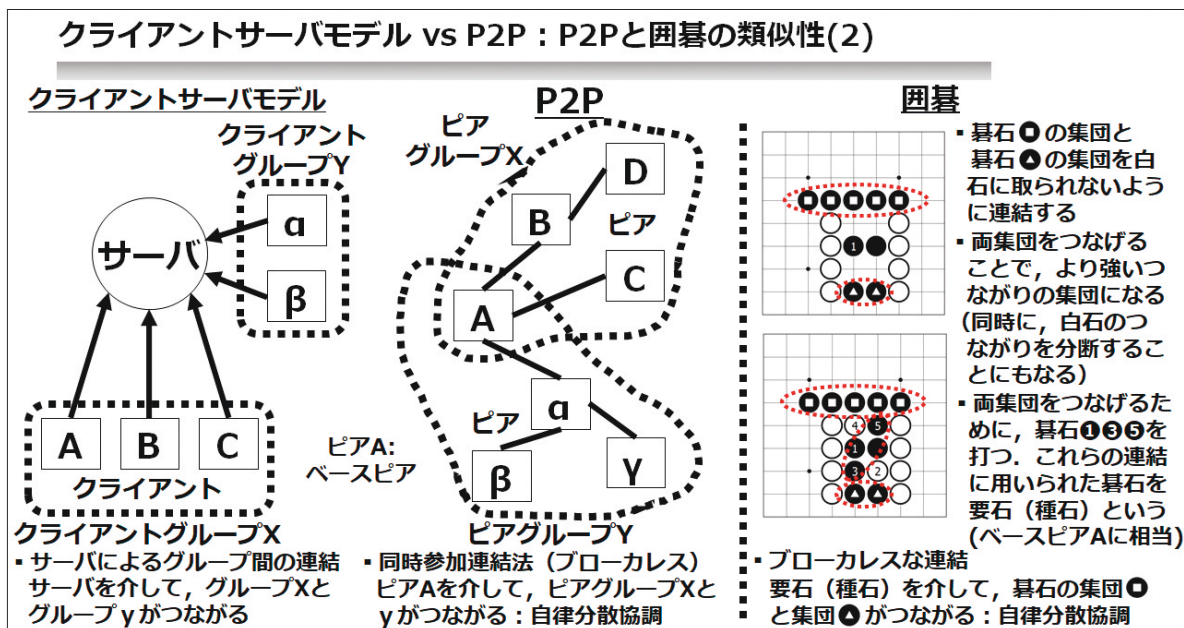 クライアントサーバモデル vs P2P：P2Pと囲碁の類似性(2)
クライアントサーバモデル
クライアント
グループY
サーバ
α
β
A
B
C
クライアント
クライアントグループX
▪ サーバによるグループ間の連結
サーバを介して，グループXと
グループｙがつながる
P2P
ピア
グループX
D
B
ピア
C
A
α
ピア
β
γ
ピアA:
ベースピア
ピアグループY
▪ 同時参加連結法（ブローカレス）
ピアAを介して，ピアグループXと
ｙがつながる：自律分散協調
囲碁
1
4
5
1
3
2
▪ 碁石の集団と
碁石の集団を白
石に取られないよう
に連結する
▪ 両集団をつなげる
ことで，より強いつ
ながりの集団になる
（同時に，白石のつ
ながりを分断するこ
とにもなる）
▪ 両集団をつなげるた
めに，碁石❶❸❺を
打つ．これらの連結
に用いられた碁石を
要石（種石）という
(ベースピアAに相当)
▪ ブローカレスな連結
要石（種石）を介して，碁石の集団
と集団がつながる：自律分散協調